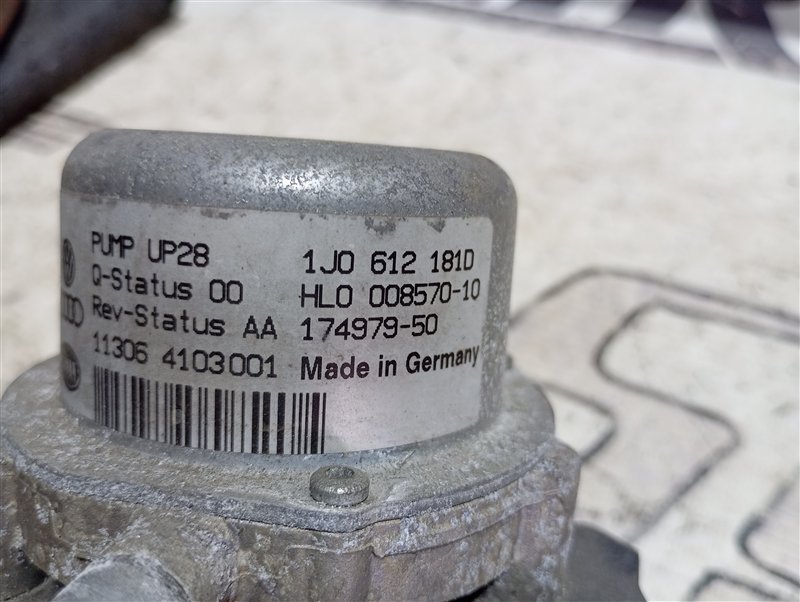 PUMP UP28 1J0 612 181D
Q-Status 00 HLO 008570-10
Rev-Status AA 174979-50
11306 4103001 Made in Germany